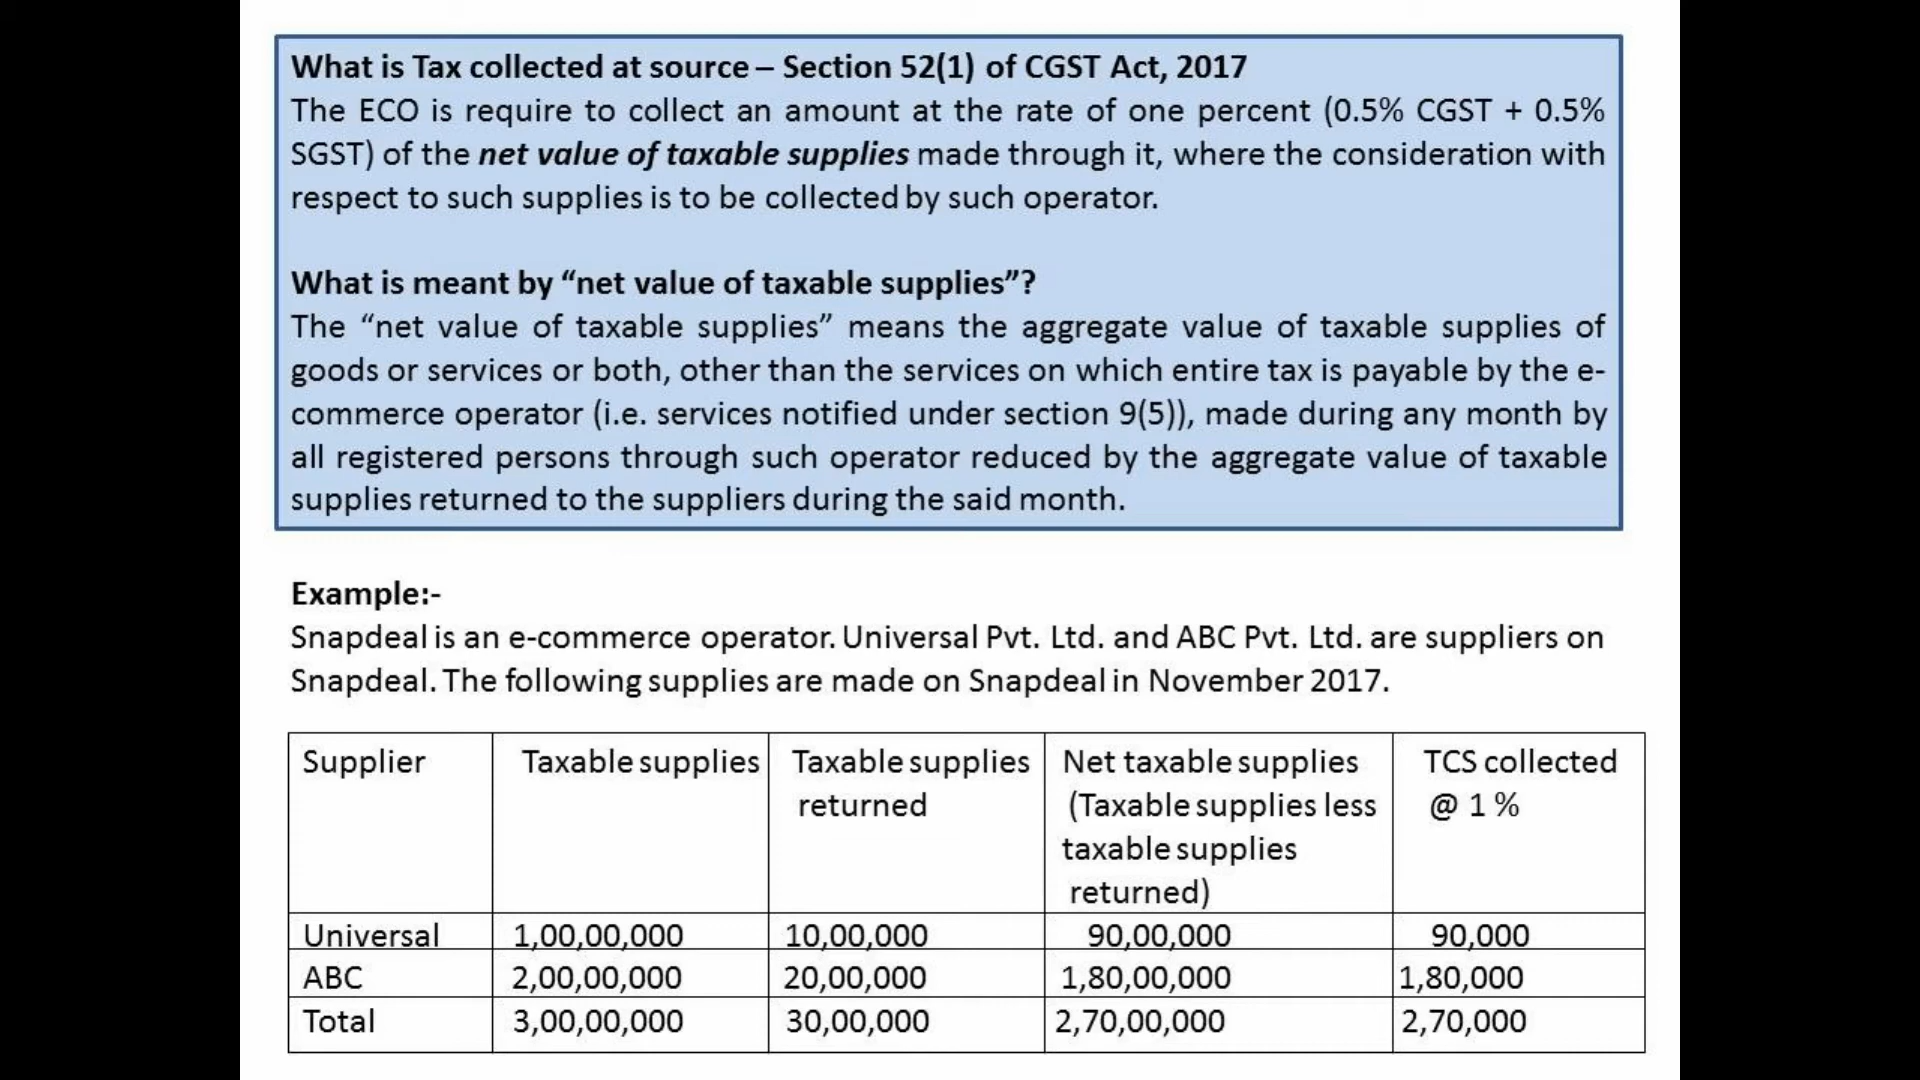 What is Tax collected at source – Section 52(1) of CGST Act, 2017
The ECO is require to collect an amount at the rate of one percent (0.5% CGST + 0.5%
SGST) of the net value of taxable supplies made through it, where the consideration with
respect to such supplies is to be collected by such operator.
What is meant by “net value of taxable supplies”?
The “net value of taxable supplies” means the aggregate value of taxable supplies of
goods or services or both, other than the services on which entire tax is payable by the e-
commerce operator (i.e. services notified under section 9(5)), made during any month by
all registered persons through such operator reduced by the aggregate value of taxable
supplies returned to the suppliers during the said month.
Example:-
Snapdeal is an e-commerce operator. Universal Pvt. Ltd. and ABC Pvt. Ltd. are suppliers on
Snapdeal. The following supplies are made on Snapdeal in November 2017.
Supplier Taxable supplies Taxable supplies Net taxable supplies TCS collected
returned (Taxable supplies less @ 1 %
taxable supplies
returned)
Universal 1,00,00,000 10,00,000 90,00,000 90,000
ABC 2,00,00,000 20,00,000 1,80,00,000 1,80,000
Total 3,00,00,000 30,00,000 2,70,00,000 2,70,000